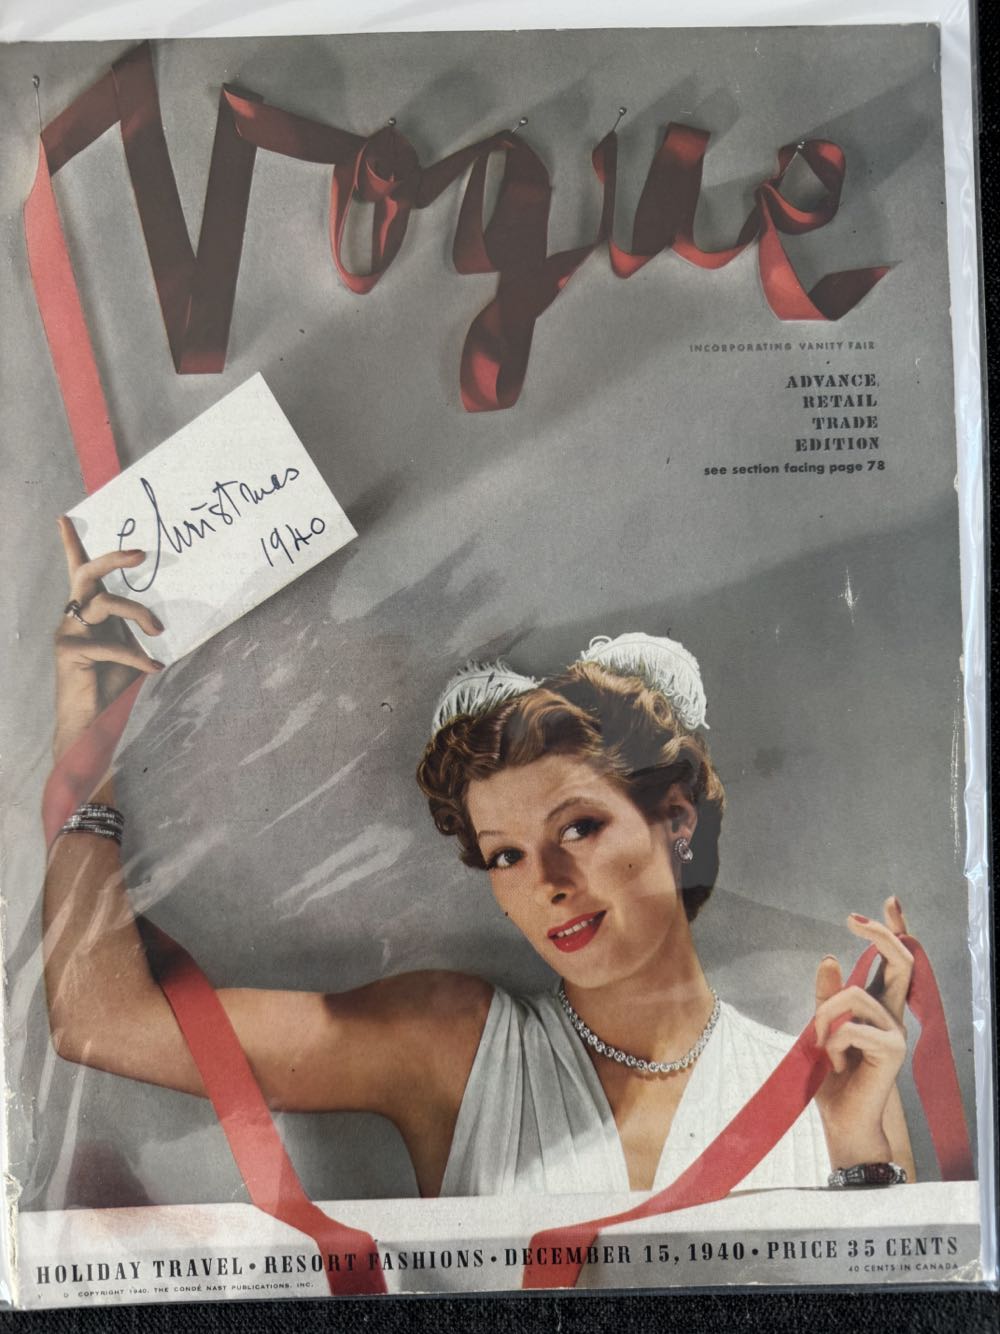 Vogue
INCORPORATING VANITY FAIR
ADVANCE
RETAIL
TRADE
EDITION
see section facing page 78
Christmas
1940
HOLIDAY TRAVEL • RESORT FASHIONS • DECEMBER 15, 1940 • PRICE 35 CENTS
40 CENTS IN CANADA
COPYRIGHT 1940, THE CONDÉ NAST PUBLICATIONS, INC.